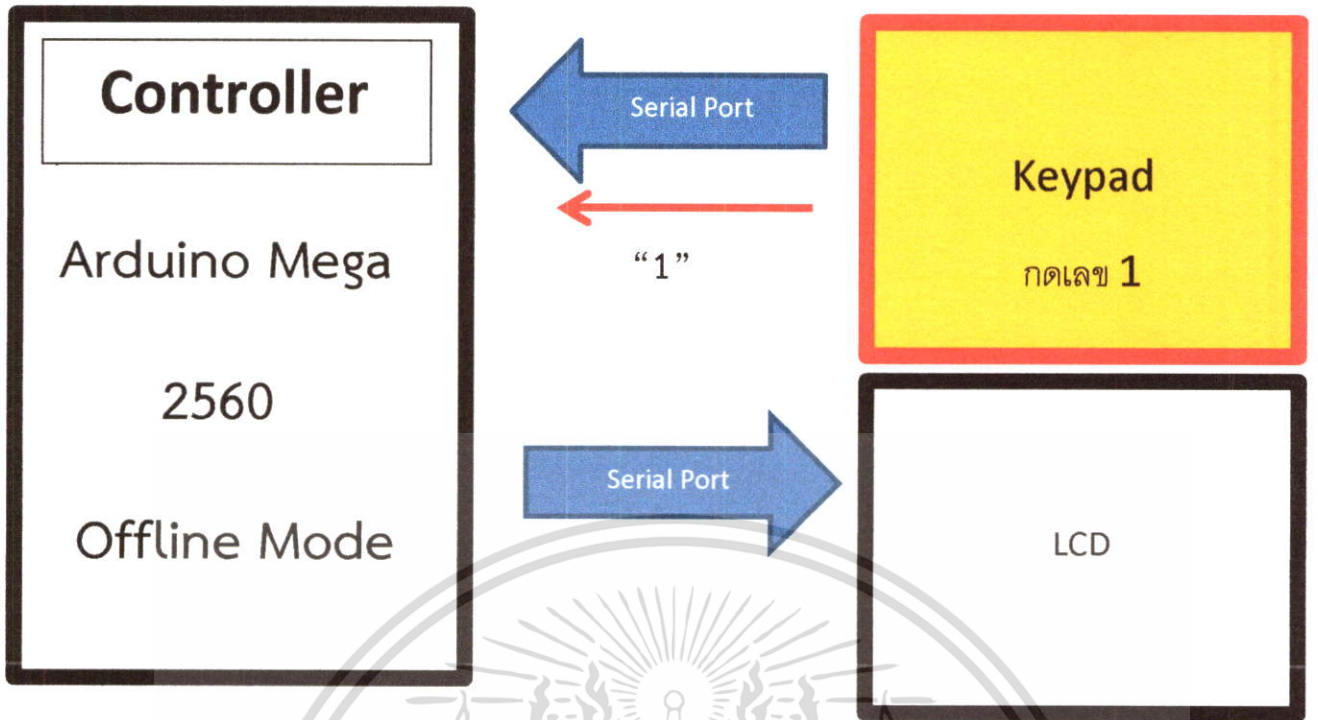 Controller
Arduino Mega
2560
Offline Mode
Serial Port
“1”
Serial Port
Keypad
กดเลข 1
LCD